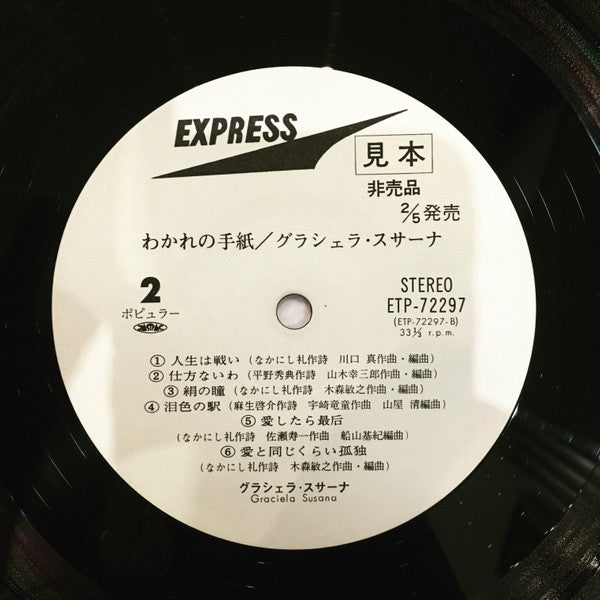 EXPRESS
見本
非売品
2/5発売
わかれの手紙/グラシェラ・スサーナ
2
ポピュラー
JASRAC
STEREO
ETP-72297
(ETP-72297-B)
33⅓ r.p.m.
① 人生は戦い (なかにし礼作詩 川口 真作曲・編曲)
② 仕方ないわ (平野秀典作詩 山木幸三郎作曲・編曲)
③ 絹の瞳 (なかにし礼作詩 木森敏之作曲・編曲)
④ 泪色の駅 (麻生啓介作詩 宇崎竜童作曲 山屋 清編曲)
⑤ 愛したら最后
(なかにし礼作詩 佐瀬寿一作曲 船山基紀編曲)
⑥ 愛と同じくらい孤独
(なかにし礼作詩 木森敏之作曲・編曲)
グラシェラ・スサーナ
Graciela Susana